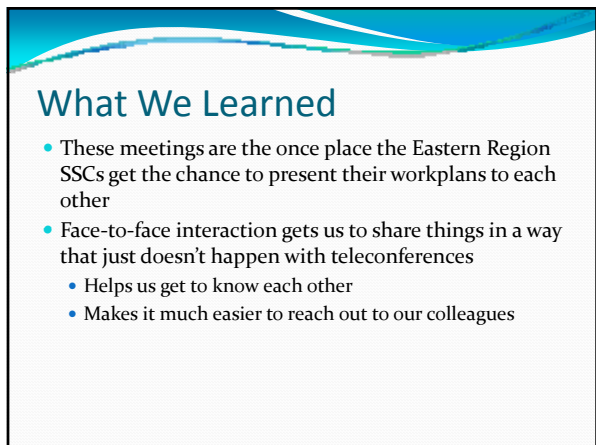 What We Learned
• These meetings are the once place the Eastern Region
SSCs get the chance to present their workplans to each
other
• Face-to-face interaction gets us to share things in a way
that just doesn't happen with teleconferences
• Helps us get to know each other
• Makes it much easier to reach out to our colleagues